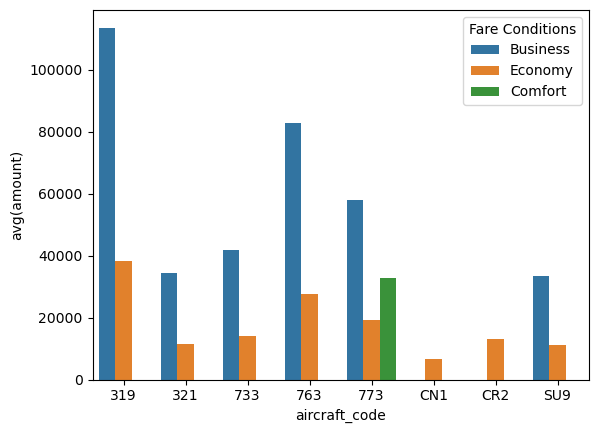 Fare Conditions
Business
Economy
Comfort
avg(amount)
100000
80000
60000
40000
20000
0
319 321 733 763 773 CN1 CR2 SU9
aircraft_code